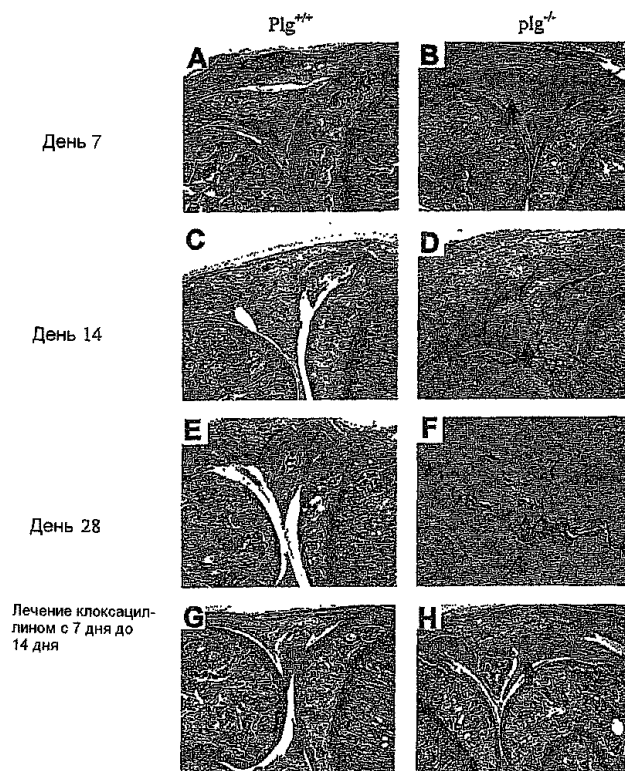 Plg+/+ plg-/-
A B
День 7
C D
День 14
E F
День 28
G H
Лечение клоксацил-
лином с 7 дня до
14 дня